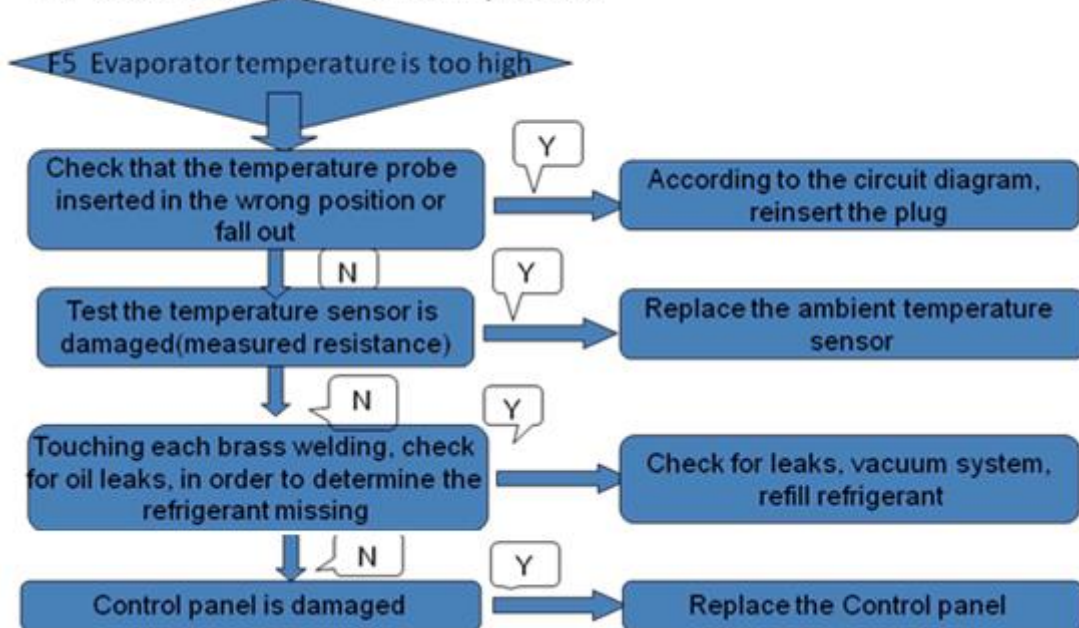 F5 Evaporator temperature is too high
Check that the temperature probe
inserted in the wrong position or
fall out
Y
According to the circuit diagram,
reinsert the plug
N
Y
Test the temperature sensor is
damaged(measured resistance)
Replace the ambient temperature
sensor
N
Y
Touching each brass welding, check
for oil leaks, in order to determine the
refrigerant missing
Check for leaks, vacuum system,
refill refrigerant
N
Y
Control panel is damaged
Replace the Control panel